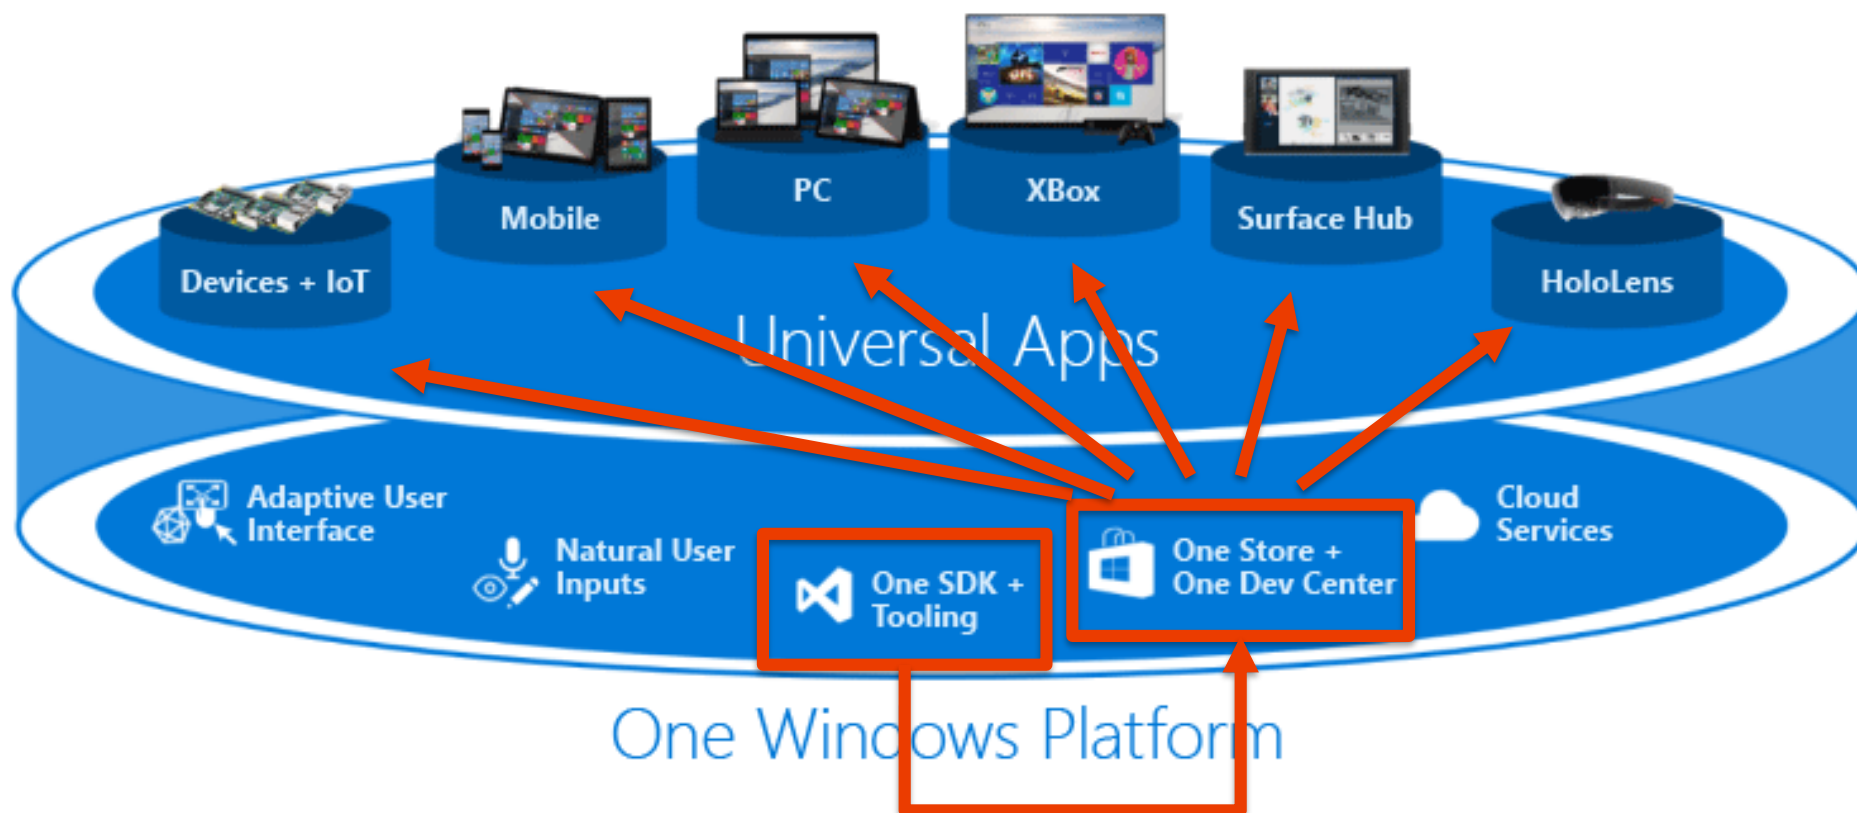 PC
XBox
Mobile
Surface Hub
Devices + IoT
HoloLens
Universal Apps
Adaptive User
Interface
Natural User
Inputs
One SDK +
Tooling
One Store +
One Dev Center
Cloud
Services
One Windows Platform